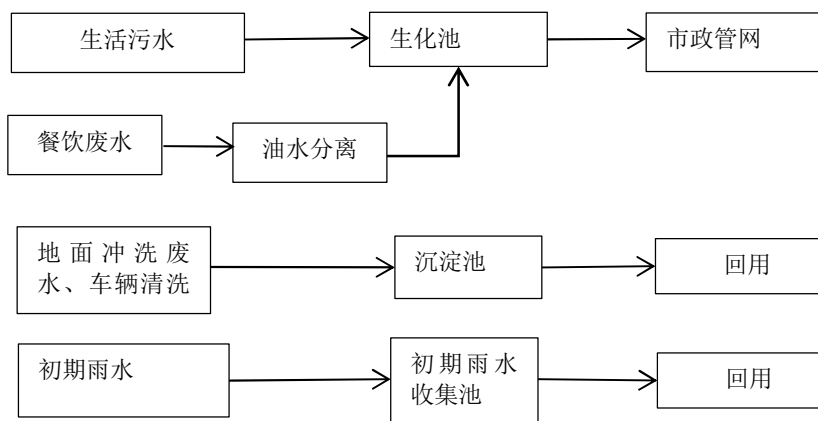 生活污水
生化池
市政管网
餐饮废水
油水分离
地面冲洗废
水、车辆清洗
沉淀池
回用
初期雨水
初期雨水
收集池
回用